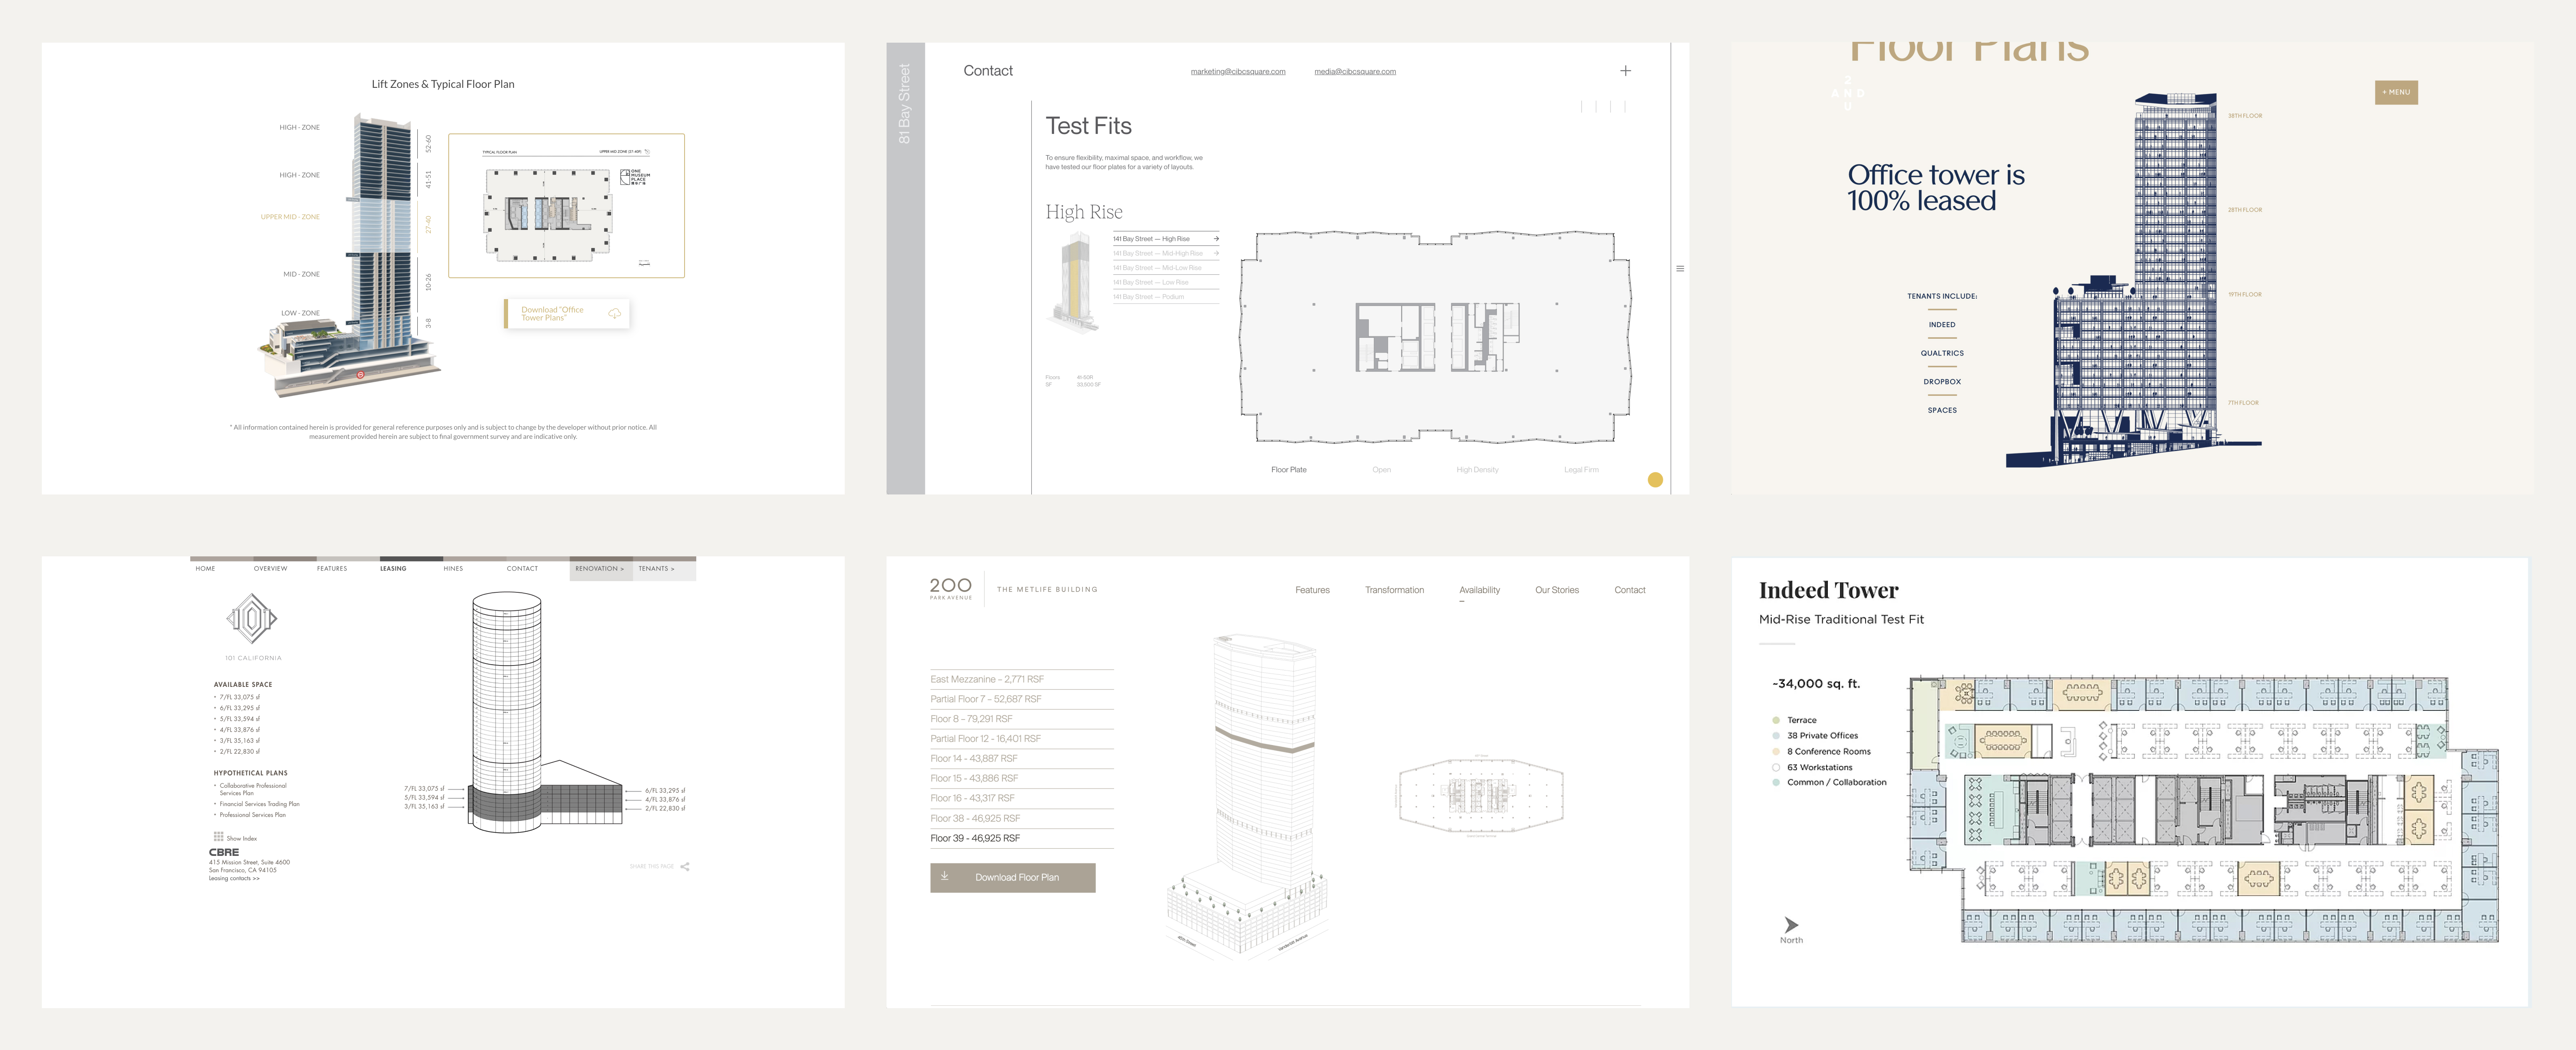 Lift Zones & Typical Floor Plan
HIGH - ZONE
52-60
HIGH - ZONE
41-51
UPPER MID - ZONE
27-40
MID - ZONE
10-26
LOW - ZONE
3-8
TYPICAL FLOOR PLAN
UPPER MID ZONE (27-40F)
ONE
MUSEUM
PLACE
Download "Office
Tower Plans"
* All information contained herein is provided for general reference purposes only and is subject to change by the developer without prior notice. All
measurement provided herein are subject to final government survey and are indicative only.
81 Bay Street
Contact
marketing@cibcsquare.com
media@cibcsquare.com
Test Fits
To ensure flexibility, maximal space, and workflow, we
have tested our floor plates for a variety of layouts.
High Rise
141 Bay Street — High Rise
141 Bay Street — Mid-High Rise
141 Bay Street — Mid-Low Rise
141 Bay Street — Low Rise
141 Bay Street — Podium
Floors
SF
Floor Plate
Open
High Density
Legal Firm
Floor Plans
2
AND
U
+ MENU
Office tower is
100% leased
TENANTS INCLUDE:
INDEED
QUALTRICS
DROPBOX
SPACES
38TH FLOOR
28TH FLOOR
19TH FLOOR
7TH FLOOR
HOME
OVERVIEW
FEATURES
LEASING
HINES
CONTACT
RENOVATION >
TENANTS >
101 CALIFORNIA
AVAILABLE SPACE
• 7/FL 33,075 sf
• 6/FL 33,295 sf
• 5/FL 33,594 sf
• 4/FL 33,876 sf
• 3/FL 35,163 sf
• 2/FL 22,830 sf
HYPOTHETICAL PLANS
• Collaborative Professional
Services Plan
• Financial Services Trading Plan
• Professional Services Plan
Show Index
CBRE
415 Mission Street, Suite 4600
San Francisco, CA 94105
Leasing contacts >>
7/FL 33,075 sf
5/FL 33,594 sf
3/FL 35,163 sf
6/FL 33,295 sf
4/FL 33,876 sf
2/FL 22,830 sf
SHARE THIS PAGE
200
PARK AVENUE
THE METLIFE BUILDING
Features
Transformation
Availability
Our Stories
Contact
East Mezzanine - 2,771 RSF
Partial Floor 7 - 52,687 RSF
Floor 8 - 79,291 RSF
Partial Floor 12 - 16,401 RSF
Floor 14 - 43,887 RSF
Floor 15 - 43,886 RSF
Floor 16 - 43,317 RSF
Floor 38 - 46,925 RSF
Floor 39 - 46,925 RSF
Download Floor Plan
45th Street
Vanderbilt Avenue
Indeed Tower
Mid-Rise Traditional Test Fit
~34,000 sq. ft.
Terrace
38 Private Offices
8 Conference Rooms
63 Workstations
Common / Collaboration
North